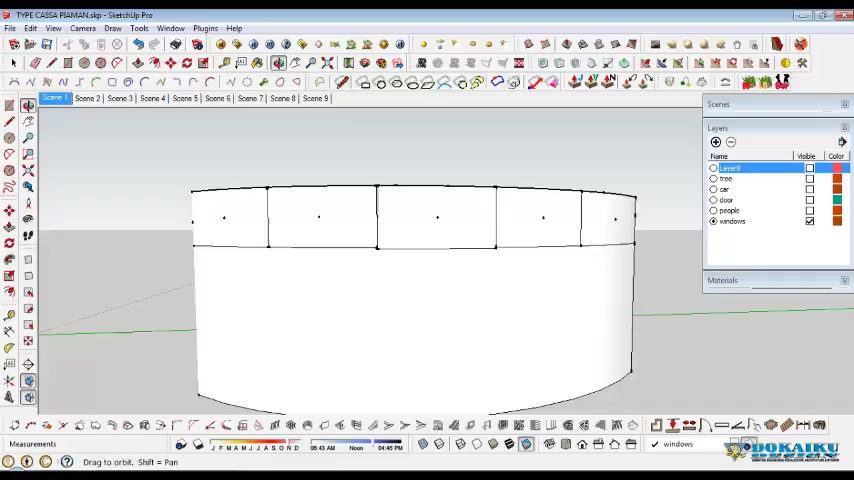 TYPE CASSA PIAMAN.skp - SketchUp Pro
File Edit View Camera Draw Tools Window Plugins Help
Scene 1 Scene 2 Scene 3 Scene 4 Scene 5 Scene 6 Scene 7 Scene 8 Scene 9
Scenes
Layers
Name Visible Color
Layer0
tree
car
door
people
windows
Materials
J F M A M J J A S O N D
06:43 AM Noon 04:46 PM
windows
Measurements
DOKAIKU
Drag to orbit. Shift = Pan